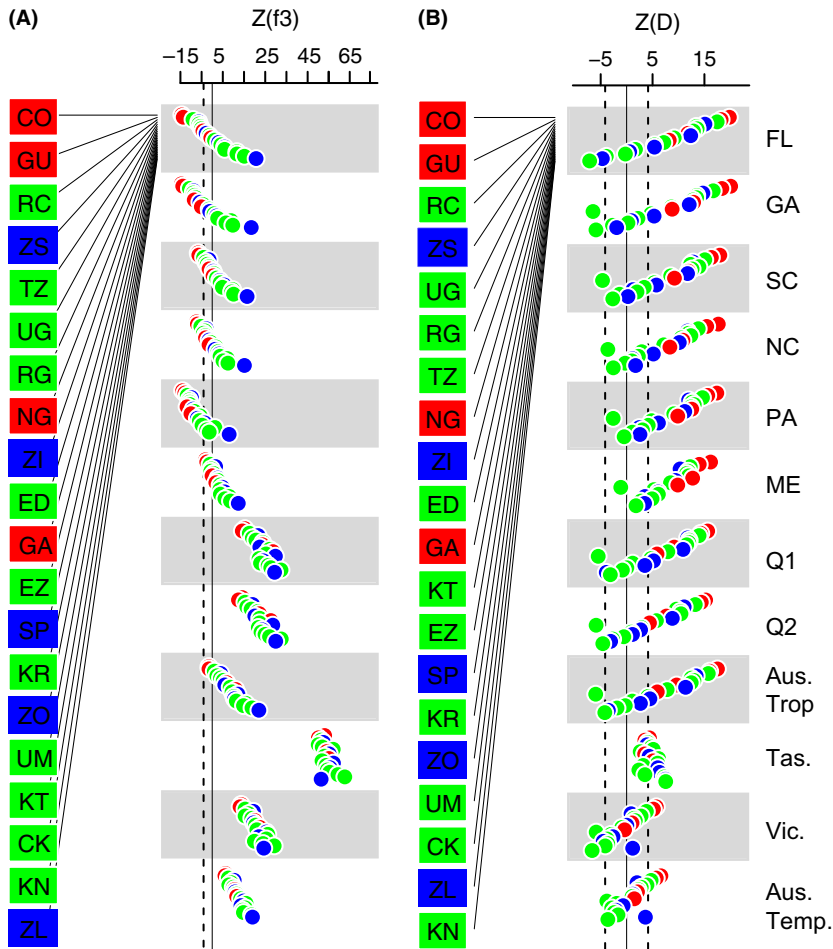 (A)
Z(f3)
−15 5 25 45 65
CO
GU
RC
ZS
TZ
UG
RG
NG
ZI
ED
GA
EZ
SP
KR
ZO
UM
KT
CK
KN
ZL
(B)
Z(D)
−5 5 15
CO
GU
RC
ZS
UG
RG
TZ
NG
ZI
ED
GA
KT
EZ
SP
KR
ZO
UM
CK
ZL
KN
FL
GA
SC
NC
PA
ME
Q1
Q2
Aus.
Trop
Tas.
Vic.
Aus.
Temp.